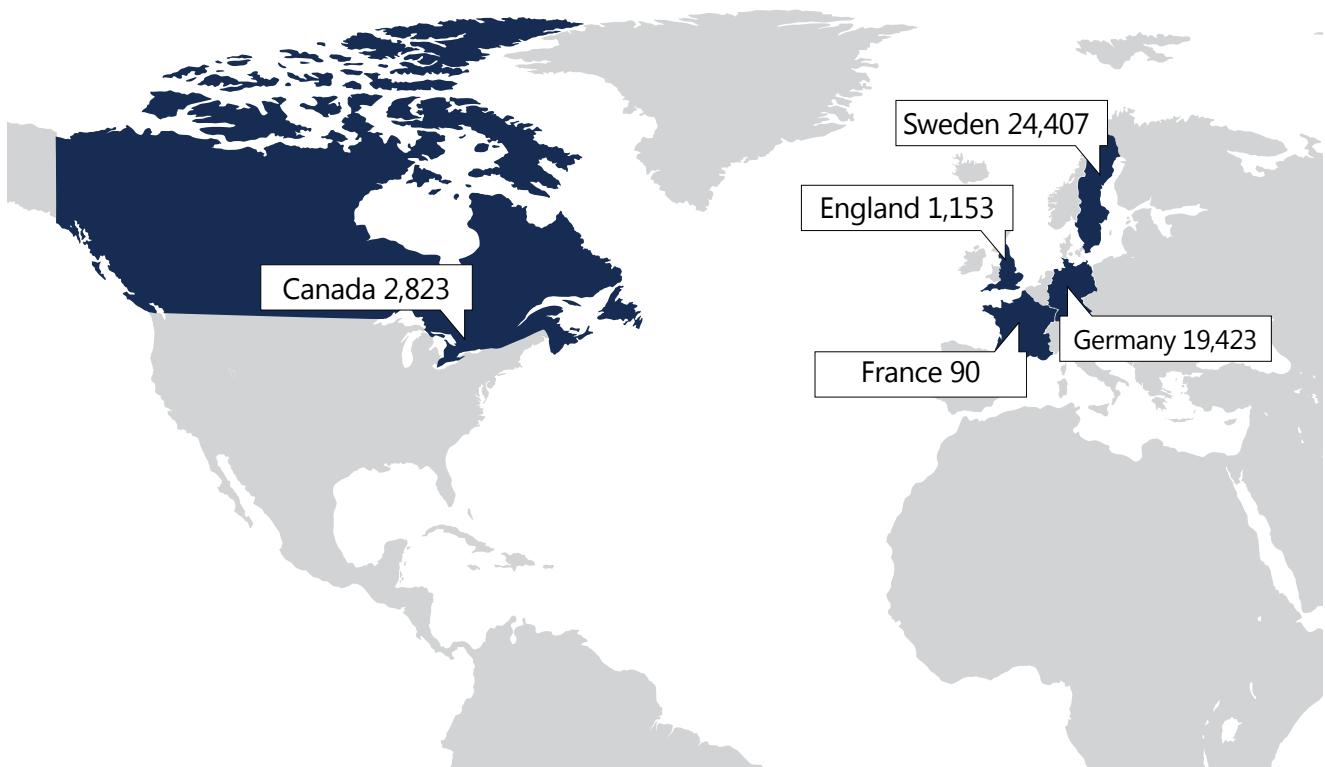 Sweden 24,407
England 1,153
Canada 2,823
Germany 19,423
France 90